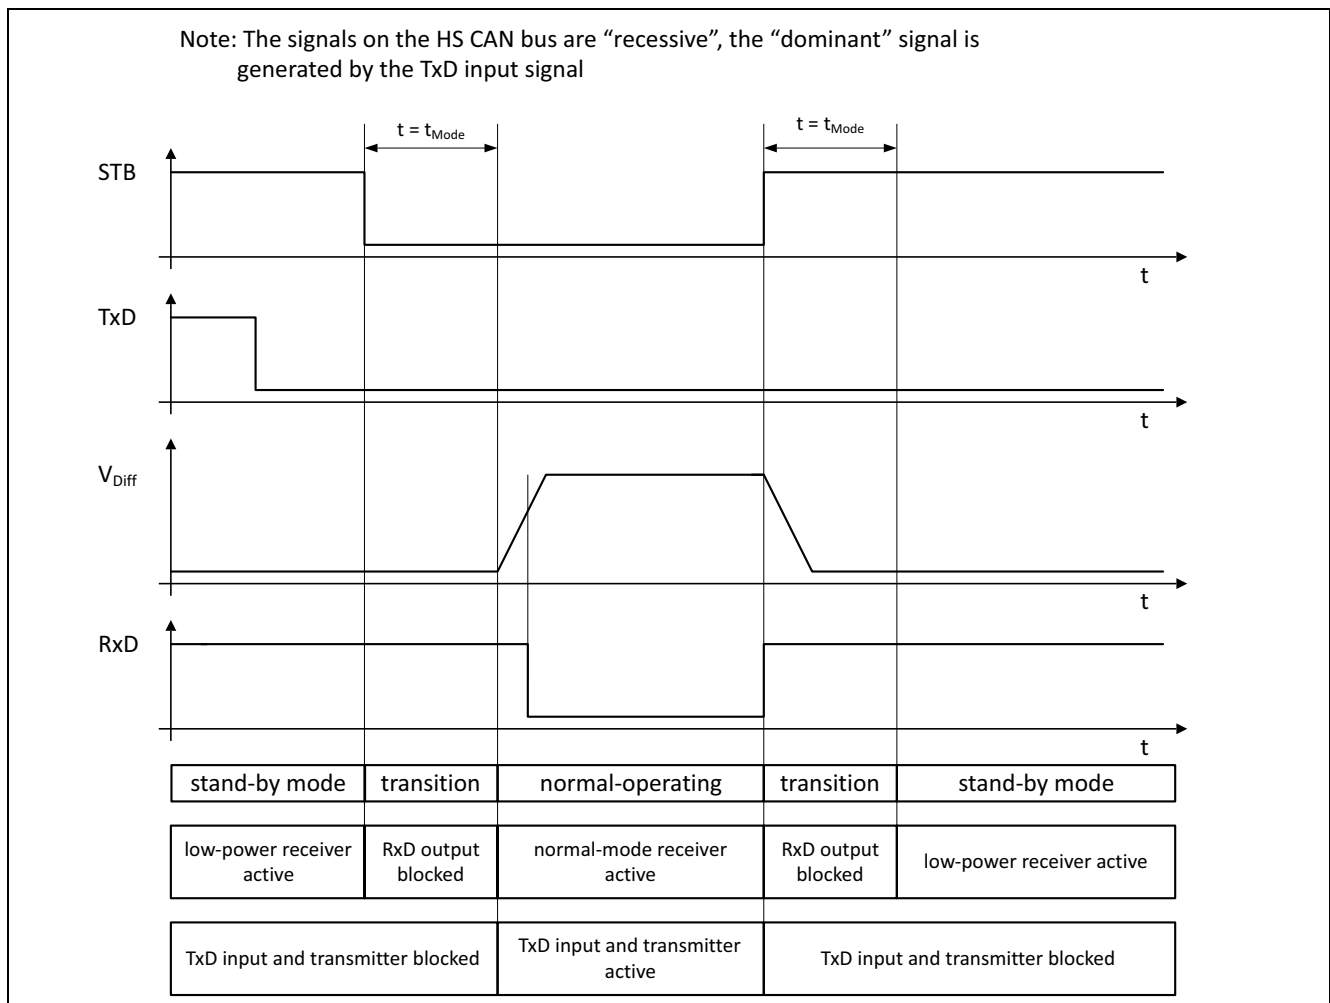 Note: The signals on the HS CAN bus are “recessive”, the “dominant” signal is
generated by the TxD input signal
t = tMode
t = tMode
STB
t
TxD
t
VDiff
t
RxD
t
stand-by mode
transition
normal-operating
transition
stand-by mode
low-power receiver
active
RxD output
blocked
normal-mode receiver
active
RxD output
blocked
low-power receiver active
TxD input and transmitter blocked
TxD input and transmitter
active
TxD input and transmitter blocked